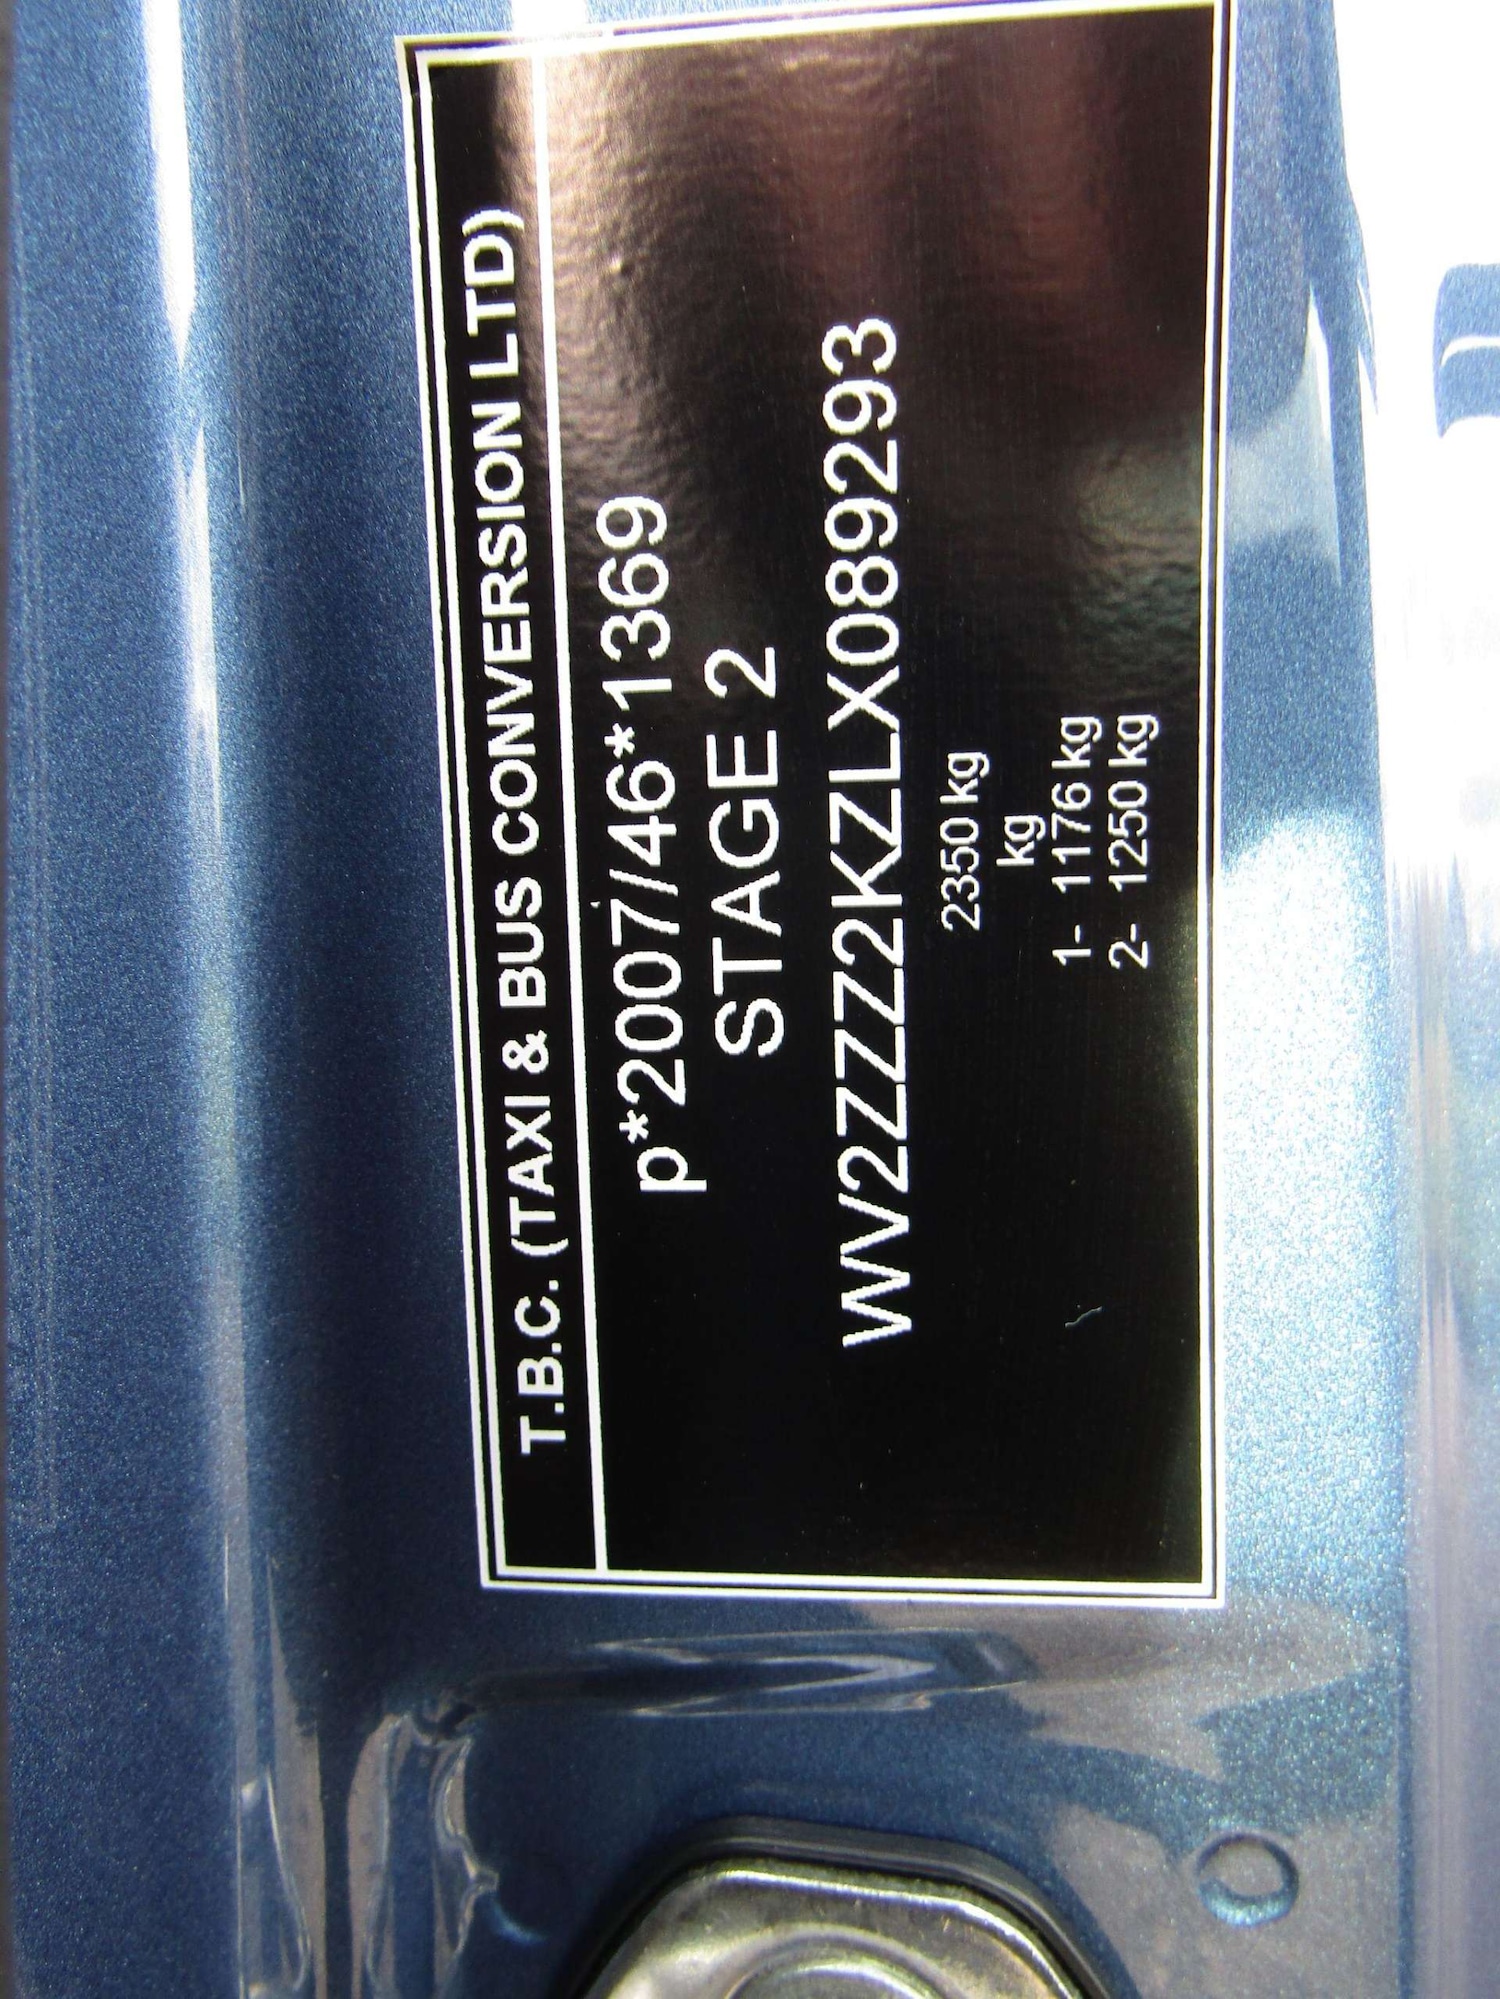 T.B.C. (TAXI & BUS CONVERSION LTD)
p*2007/46*1369
STAGE 2
WV2ZZZ2KZLX089293
2350 kg
kg
1- 1176 kg
2- 1250 kg